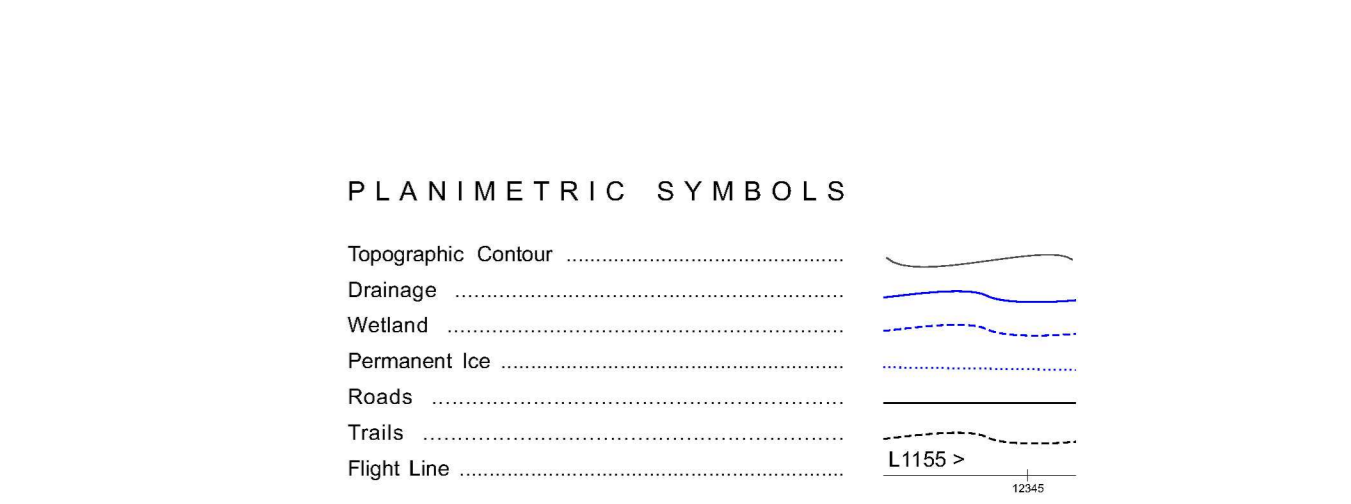 PLANIMETRIC SYMBOLS
Topographic Contour ...............................................
Drainage ..............................................................
Wetland ...............................................................
Permanent Ice ..........................................................
Roads .................................................................
Trails ..................................................................
L1155 >
Flight Line .................................................................
12345